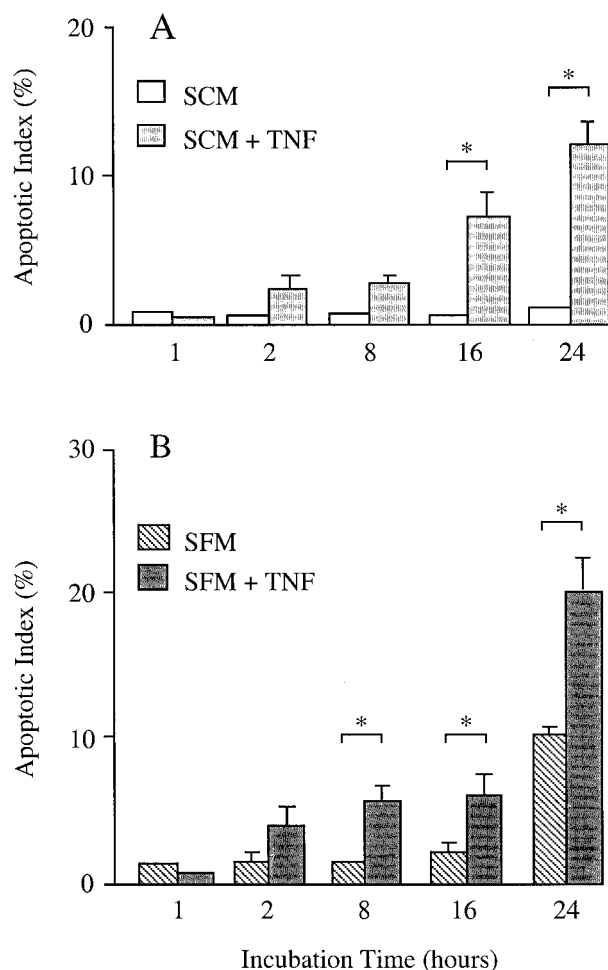 A
20
10
0
Apoptotic Index (%)
SCM
SCM + TNF
*
*
1 2 8 16 24
B
30
20
10
0
Apoptotic Index (%)
SFM
SFM + TNF
*
*
*
1 2 8 16 24
Incubation Time (hours)